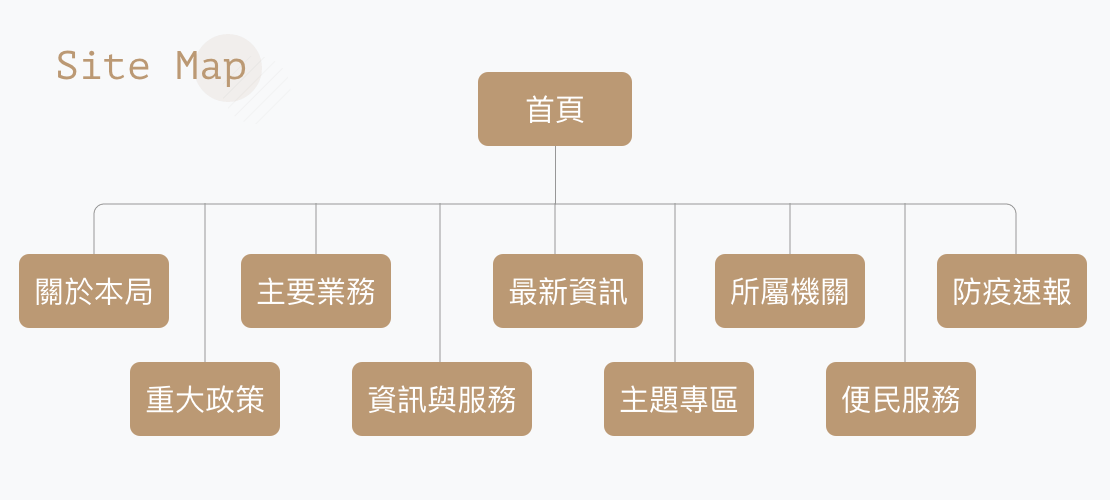 Site Map
首頁
關於本局
主要業務
最新資訊
所屬機關
防疫速報
重大政策
資訊與服務
主題專區
便民服務